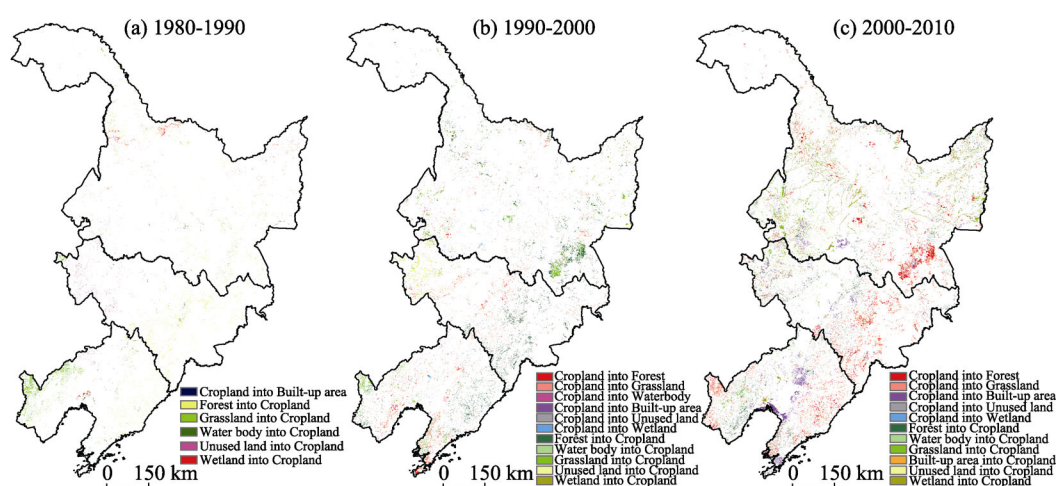 (a) 1980-1990
(b) 1990-2000
(c) 2000-2010
Cropland into Built-up area
Forest into Cropland
Grassland into Cropland
Water body into Cropland
Unused land into Cropland
Wetland into Cropland
0 150 km
Cropland into Forest
Cropland into Grassland
Cropland into Waterbody
Cropland into Built-up area
Cropland into Unused land
Cropland into Wetland
Forest into Cropland
Water body into Cropland
Grassland into Cropland
Unused land into Cropland
Wetland into Cropland
0 150 km
Cropland into Forest
Cropland into Grassland
Cropland into Built-up area
Cropland into Unused land
Cropland into Wetland
Forest into Cropland
Water body into Cropland
Grassland into Cropland
Built-up area into Cropland
Unused land into Cropland
Wetland into Cropland
0 150 km